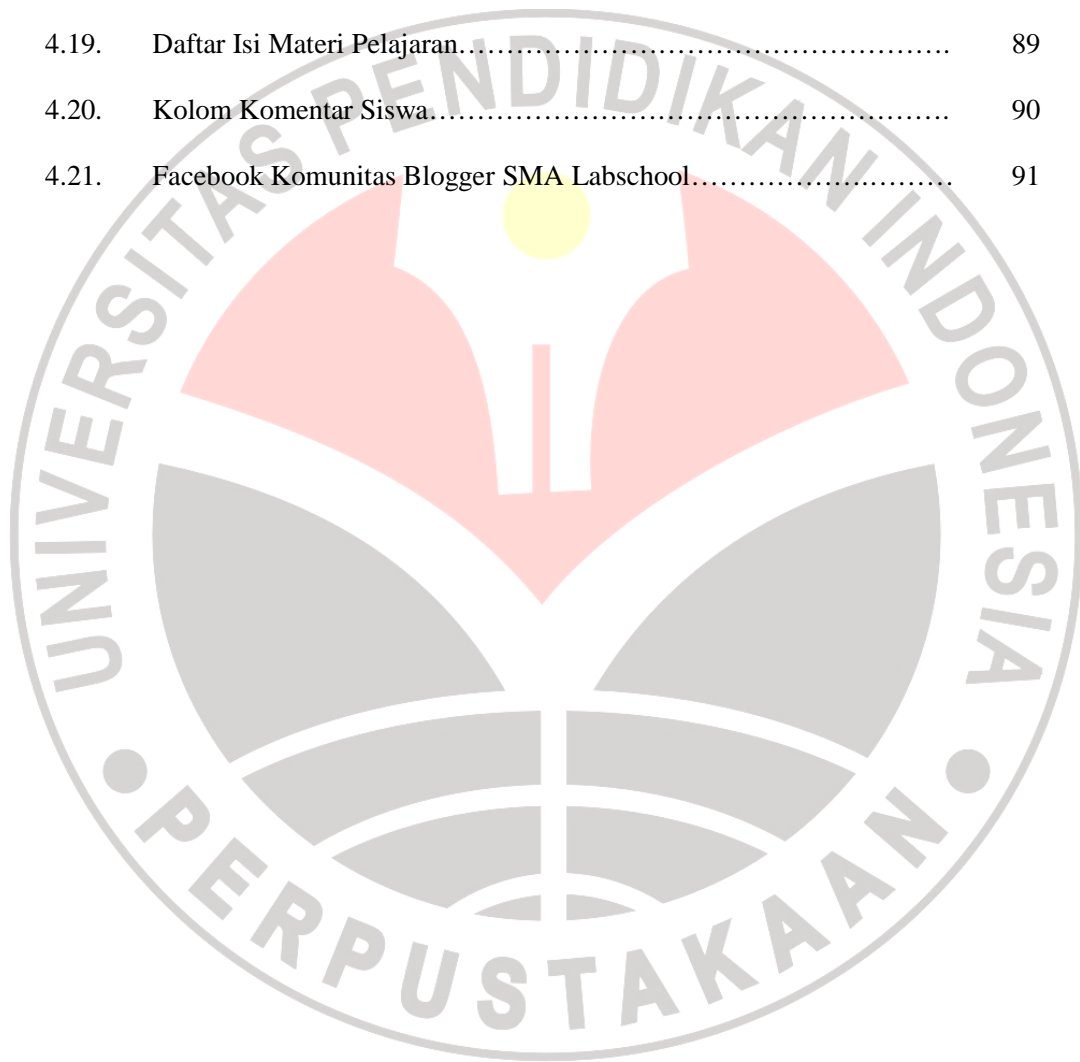 4.19. Daftar Isi Materi Pelajaran……………………………………………. 89
4.20. Kolom Komentar Siswa………………………………………………. 90
4.21. Facebook Komunitas Blogger SMA Labschool……………………… 91
UNIVERSITAS PENDIDIKAN INDONESIA
PERPUSTAKAAN